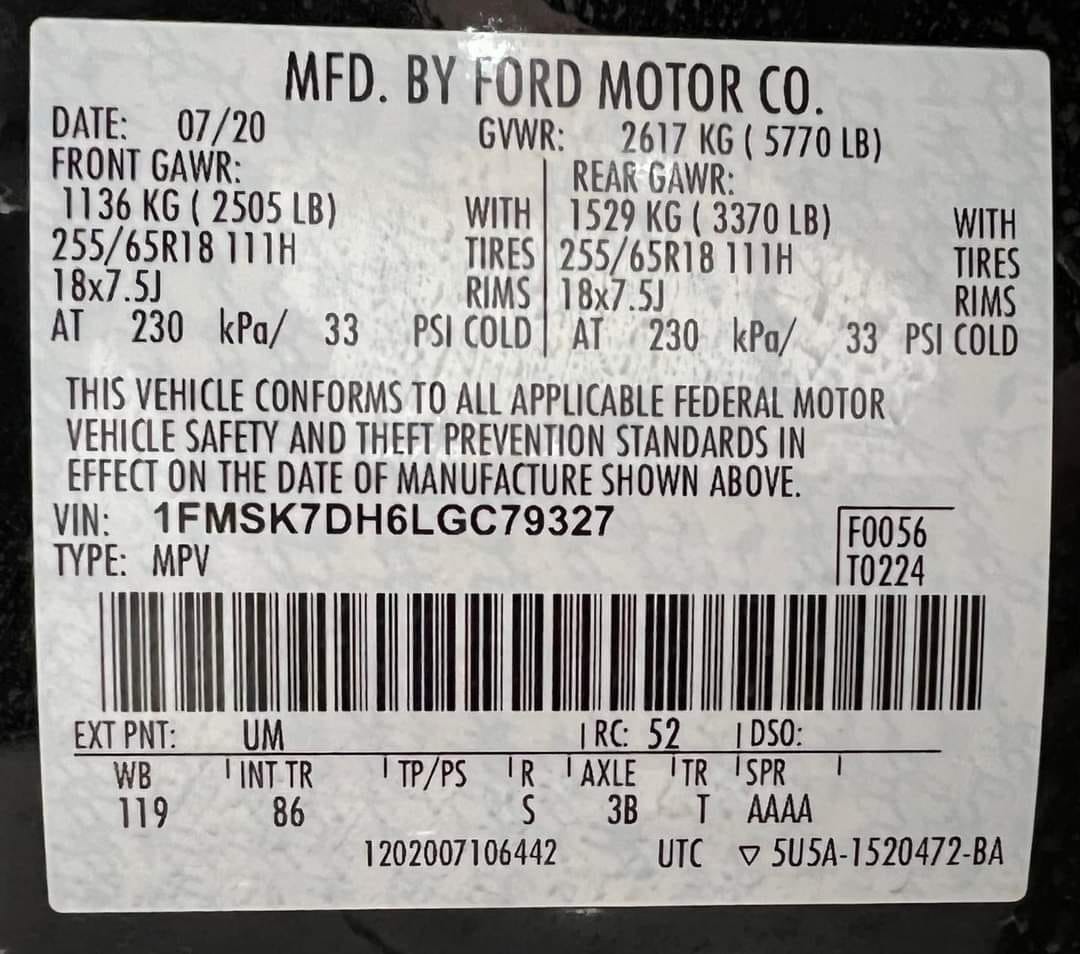 MFD. BY FORD MOTOR CO.
DATE: 07/20 GVWR: 2617 KG ( 5770 LB)
FRONT GAWR: REAR GAWR:
1136 KG ( 2505 LB) WITH 1529 KG ( 3370 LB) WITH
255/65R18 111H TIRES 255/65R18 111H TIRES
18x7.5J RIMS 18x7.5J RIMS
AT 230 kPa/ 33 PSI COLD AT 230 kPa/ 33 PSI COLD
THIS VEHICLE CONFORMS TO ALL APPLICABLE FEDERAL MOTOR
VEHICLE SAFETY AND THEFT PREVENTION STANDARDS IN
EFFECT ON THE DATE OF MANUFACTURE SHOWN ABOVE.
VIN: 1FMSK7DH6LGC79327 F0056
TYPE: MPV T0224
EXT PNT: UM RC: 52 DSO:
WB INT TR TP/PS R AXLE TR SPR
119 86 S 3B T AAAA
1202007106442 UTC ▽ 5U5A-1520472-BA